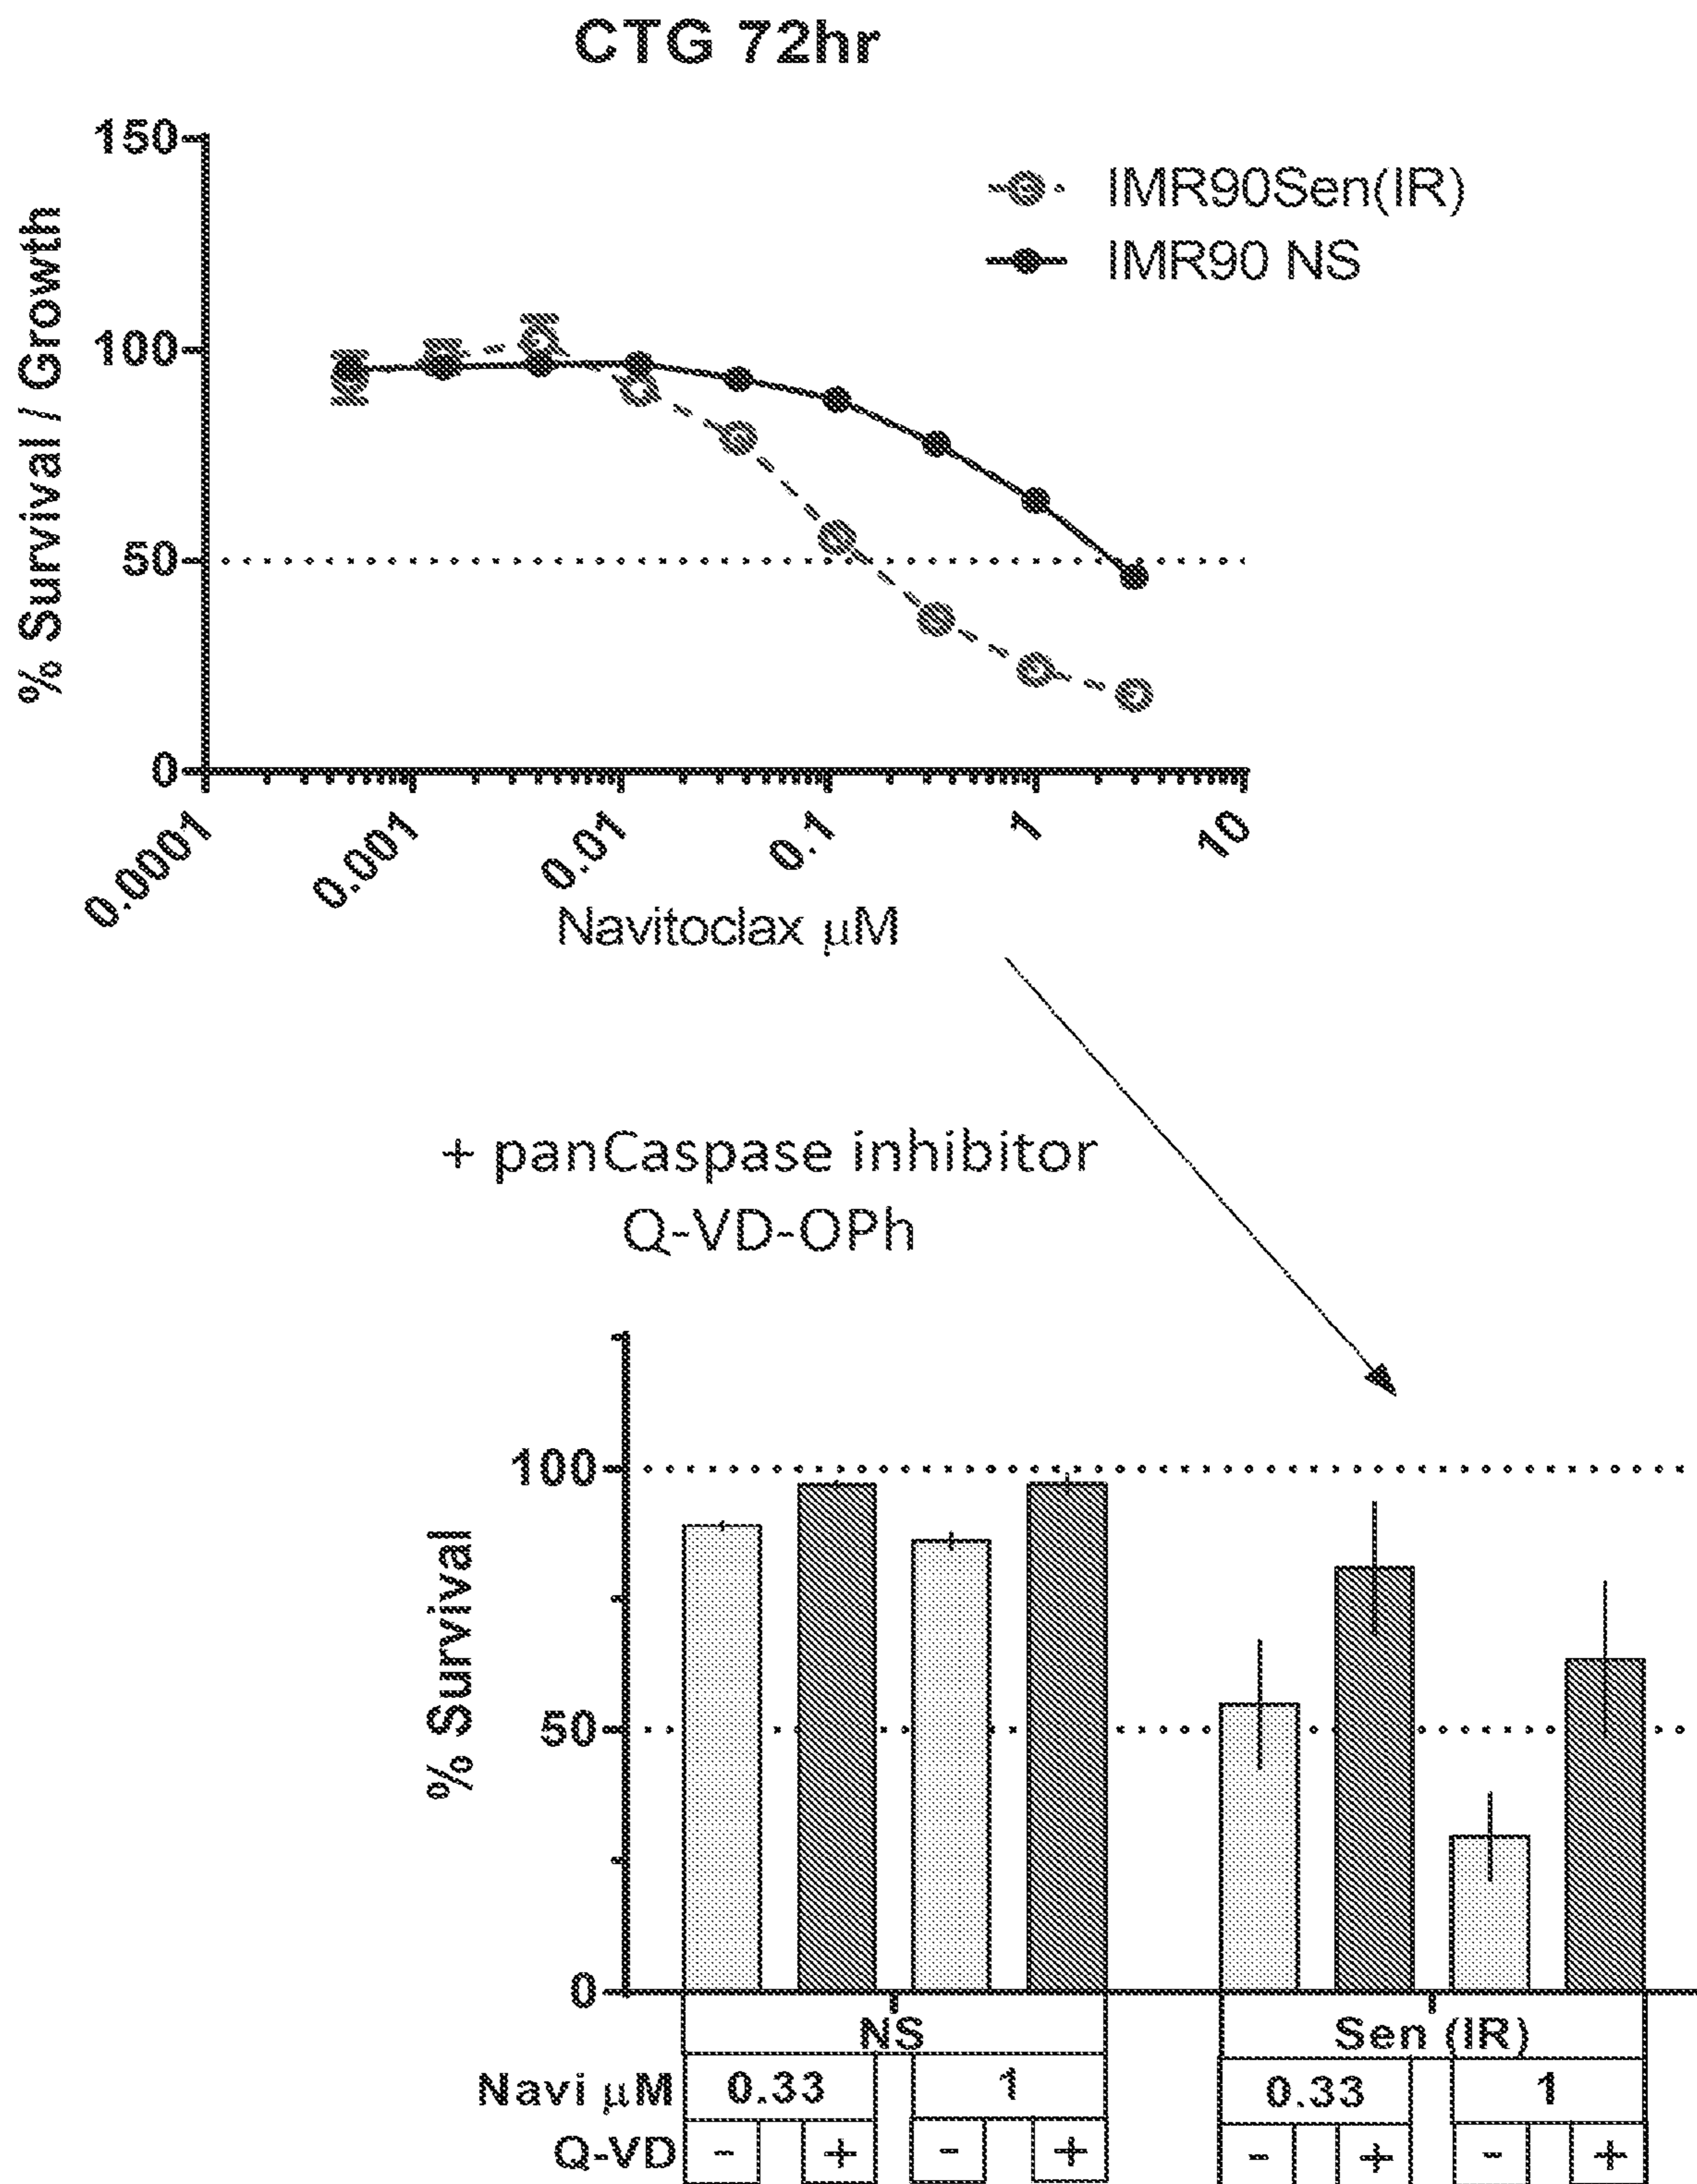 CTG 72hr
150
100
50
0
% Survival / Growth
IMR90Sen(IR)
IMR90 NS
0.0001 0.001 0.01 0.1 1 10
Navitoclax μM
+ panCaspase inhibitor
Q-VD-OPh
100
50
0
% Survival
NS Sen (IR)
Navi μM 0.33 1 0.33 1
Q-VD - + - + - + - +